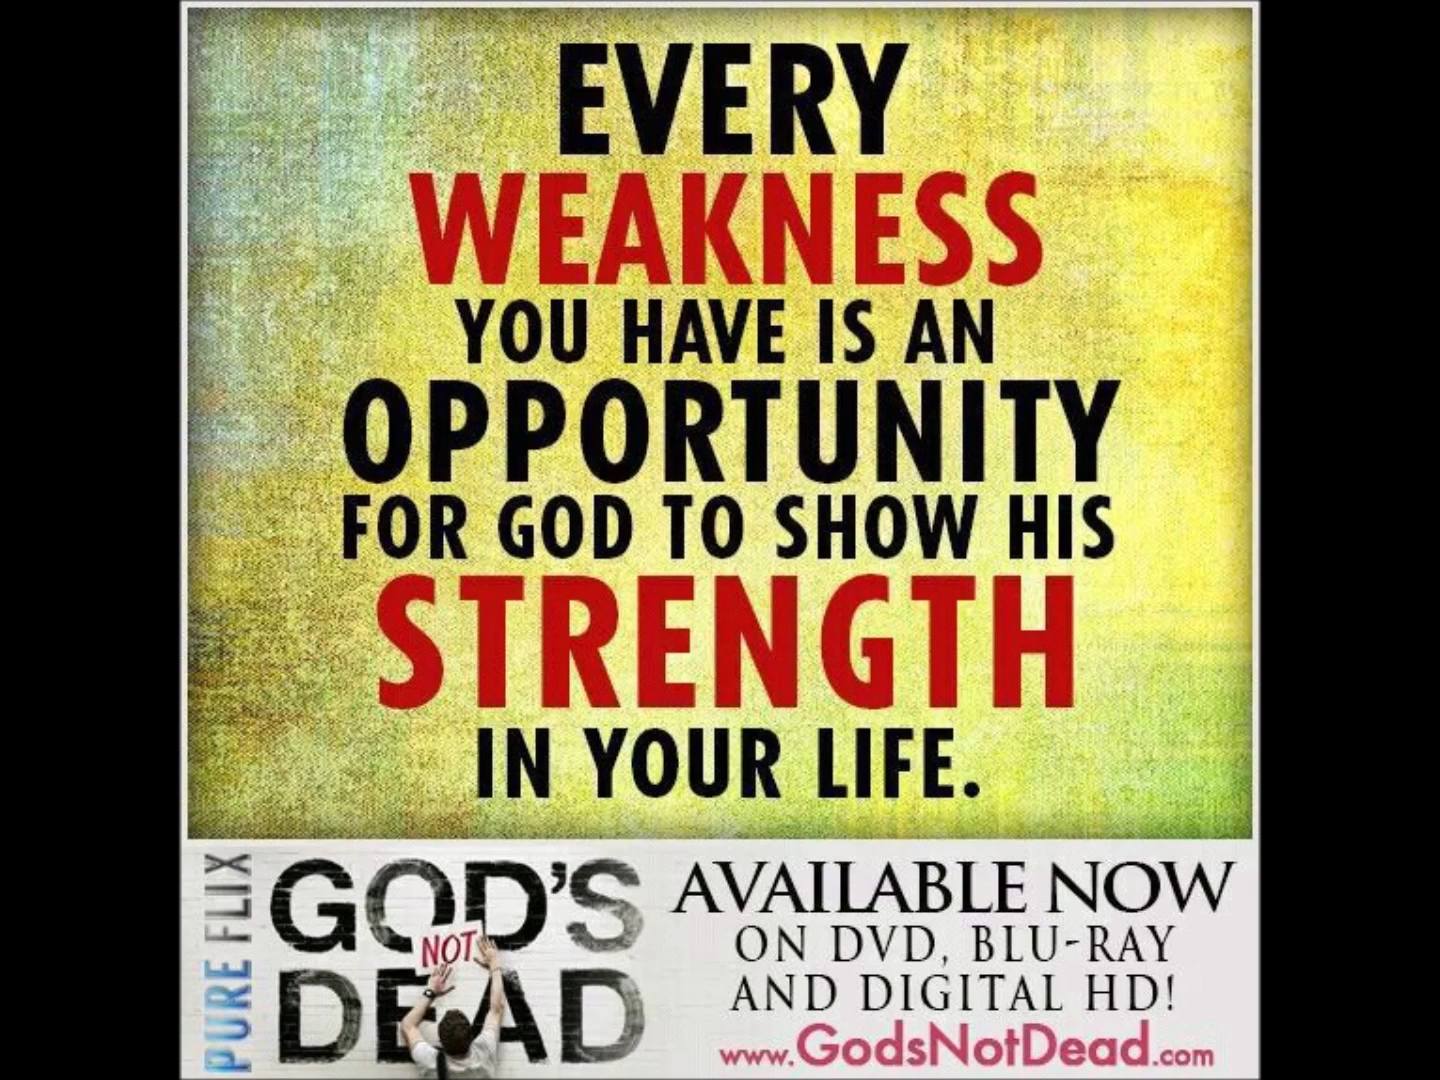 EVERY
WEAKNESS
YOU HAVE IS AN
OPPORTUNITY
FOR GOD TO SHOW HIS
STRENGTH
IN YOUR LIFE.
PURE FLIX
GOD'S
NOT
DEAD
AVAILABLE NOW
ON DVD, BLU-RAY
AND DIGITAL HD!
www.GodsNotDead.com